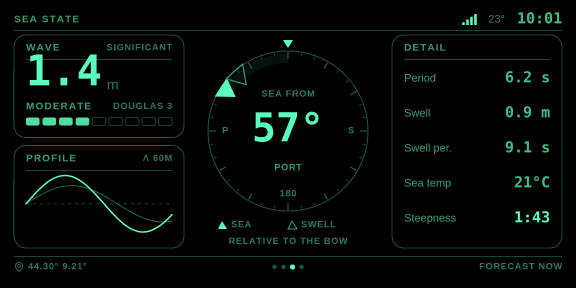 SEA STATE 23° 10:01
WAVE SIGNIFICANT
1.4 m
MODERATE DOUGLAS 3
PROFILE Λ 60M
SEA FROM
57°
PORT
P S
180
SEA SWELL
RELATIVE TO THE BOW
DETAIL
Period 6.2 s
Swell 0.9 m
Swell per. 9.1 s
Sea temp 21°C
Steepness 1:43
44.30° 9.21° FORECAST NOW